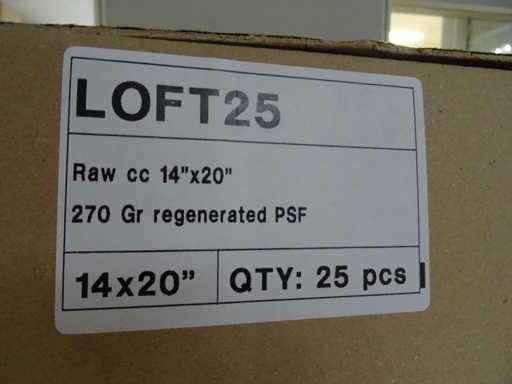 LOFT25
Raw cc 14"x20"
270 Gr regenerated PSF
14x20"
QTY: 25 pcs